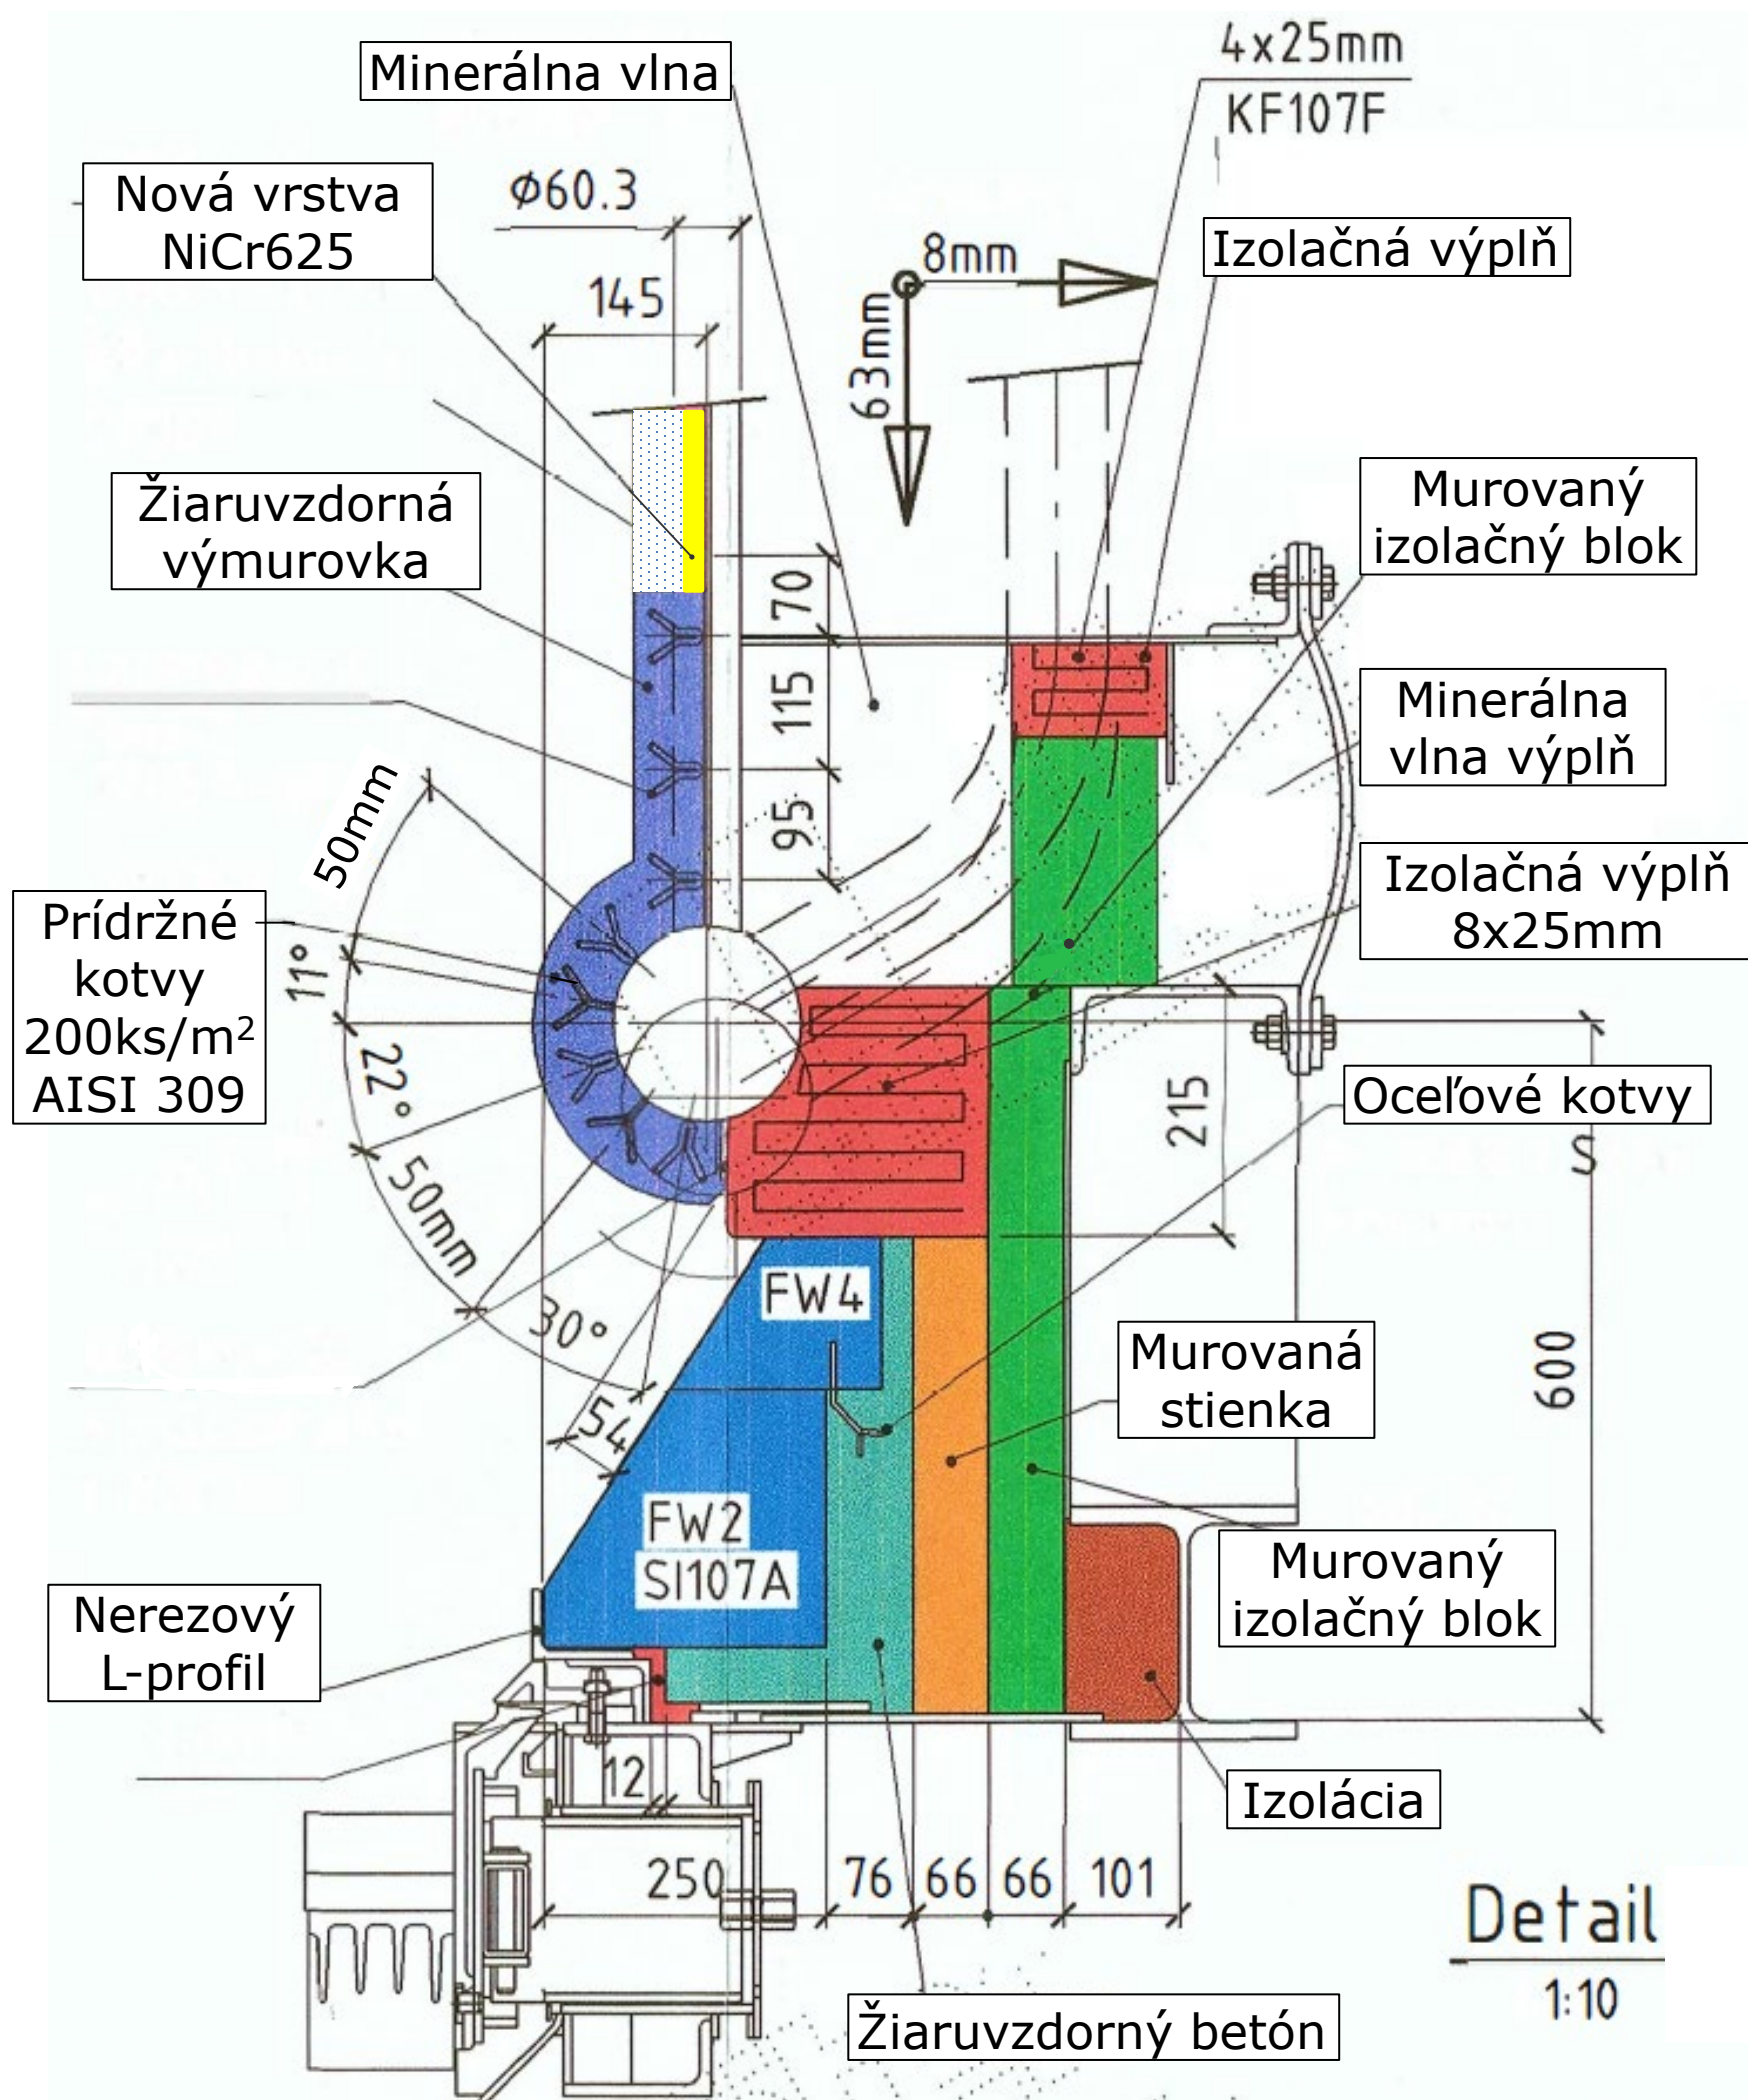 4x25mm
KF107F
Minerálna vlna
Nová vrstva
NiCr625
Φ60.3
145
8mm
63mm
Izolačná výplň
Žiaruvzdorná
výmurovka
Murovaný
izolačný blok
70
115
95
Minerálna
vlna výplň
50mm
11°
22°
50mm
30°
54
Prídržné
kotvy
200ks/m²
AISI 309
Izolačná výplň
8x25mm
Oceľové kotvy
215
S
600
FW4
Murovaná
stienka
FW2
SI107A
Murovaný
izolačný blok
Nerezový
L-profil
12
Izolácia
250
76
66
66
101
Detail
1:10
Žiaruvzdorný betón